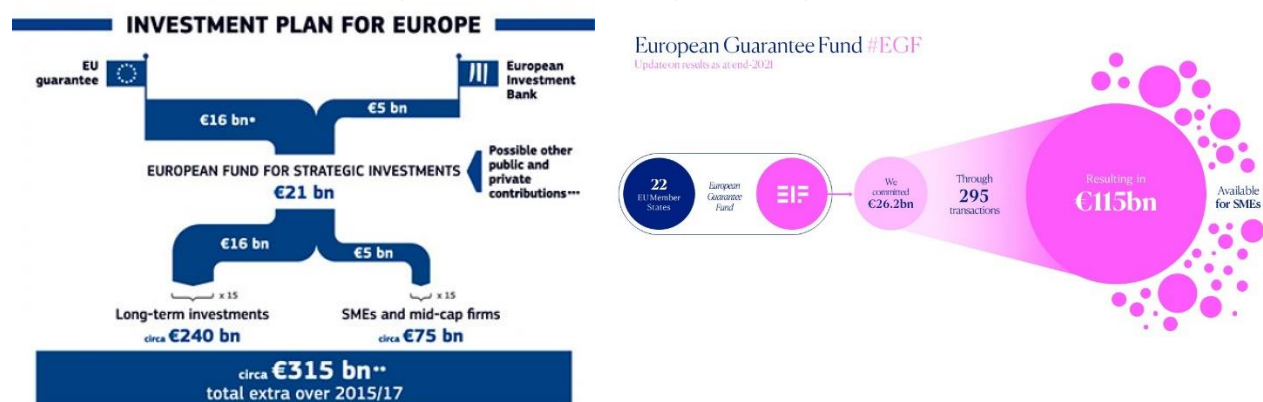 INVESTMENT PLAN FOR EUROPE
EU
guarantee
European
Investment
Bank
€16 bn•
€5 bn
EUROPEAN FUND FOR STRATEGIC INVESTMENTS
€21 bn
Possible other
public and
private
contributions•••
€16 bn
€5 bn
x 15
x 15
Long-term investments
circa €240 bn
SMEs and mid-cap firms
circa €75 bn
circa €315 bn••
total extra over 2015/17
European Guarantee Fund #EGF
Update on results as at end-2021
22
EU Member
States
European
Guarantee
Fund
EIF
We
committed
€26.2bn
Through
295
transactions
Resulting in
€115bn
Available
for SMEs